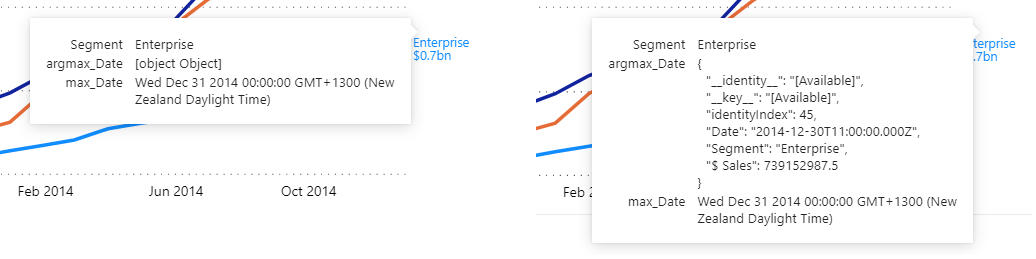 Segment Enterprise
argmax_Date [object Object]
max_Date Wed Dec 31 2014 00:00:00 GMT+1300 (New
Zealand Daylight Time)
Enterprise
$0.7bn
Feb 2014 Jun 2014 Oct 2014
Segment Enterprise
argmax_Date {
"__identity__": "[Available]",
"__key__": "[Available]",
"identityIndex": 45,
"Date": "2014-12-30T11:00:00.000Z",
"Segment": "Enterprise",
"$ Sales": 739152987.5
}
max_Date Wed Dec 31 2014 00:00:00 GMT+1300 (New
Zealand Daylight Time)
terprise
.7bn
Feb 2